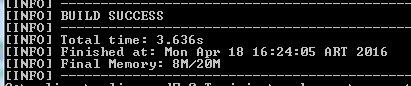 [INFO] ------------------------------------------------------------------------
[INFO] BUILD SUCCESS
[INFO] ------------------------------------------------------------------------
[INFO] Total time: 3.636s
[INFO] Finished at: Mon Apr 18 16:24:05 ART 2016
[INFO] Final Memory: 8M/20M
[INFO] ------------------------------------------------------------------------